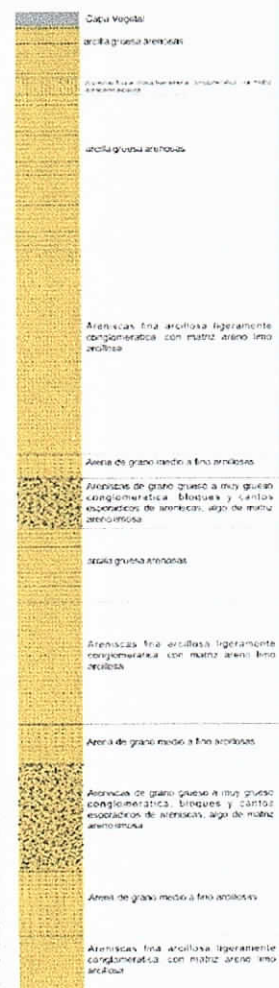 Capa Vegetal
arcilla gruesa arenosas
arcilla gruesa arenosas
Areniscas fina arcillosa ligeramente
conglomeratica con matriz areno limo
arcillosa
Arena de grano medio a fino arcillosas
Areniscas de grano grueso a muy grueso
conglomeratica, bloques y cantos
esporadicos de areniscas, algo de matriz
areno limosa
arcilla gruesa arenosas
Areniscas fina arcillosa ligeramente
conglomeratica con matriz areno limo
arcillosa
Arena de grano medio a fino arcillosas
Areniscas de grano grueso a muy grueso
conglomeratica, bloques y cantos
esporadicos de areniscas, algo de matriz
areno limosa
Arena de grano medio a fino arcillosas
Areniscas fina arcillosa ligeramente
conglomeratica con matriz areno limo
arcillosa